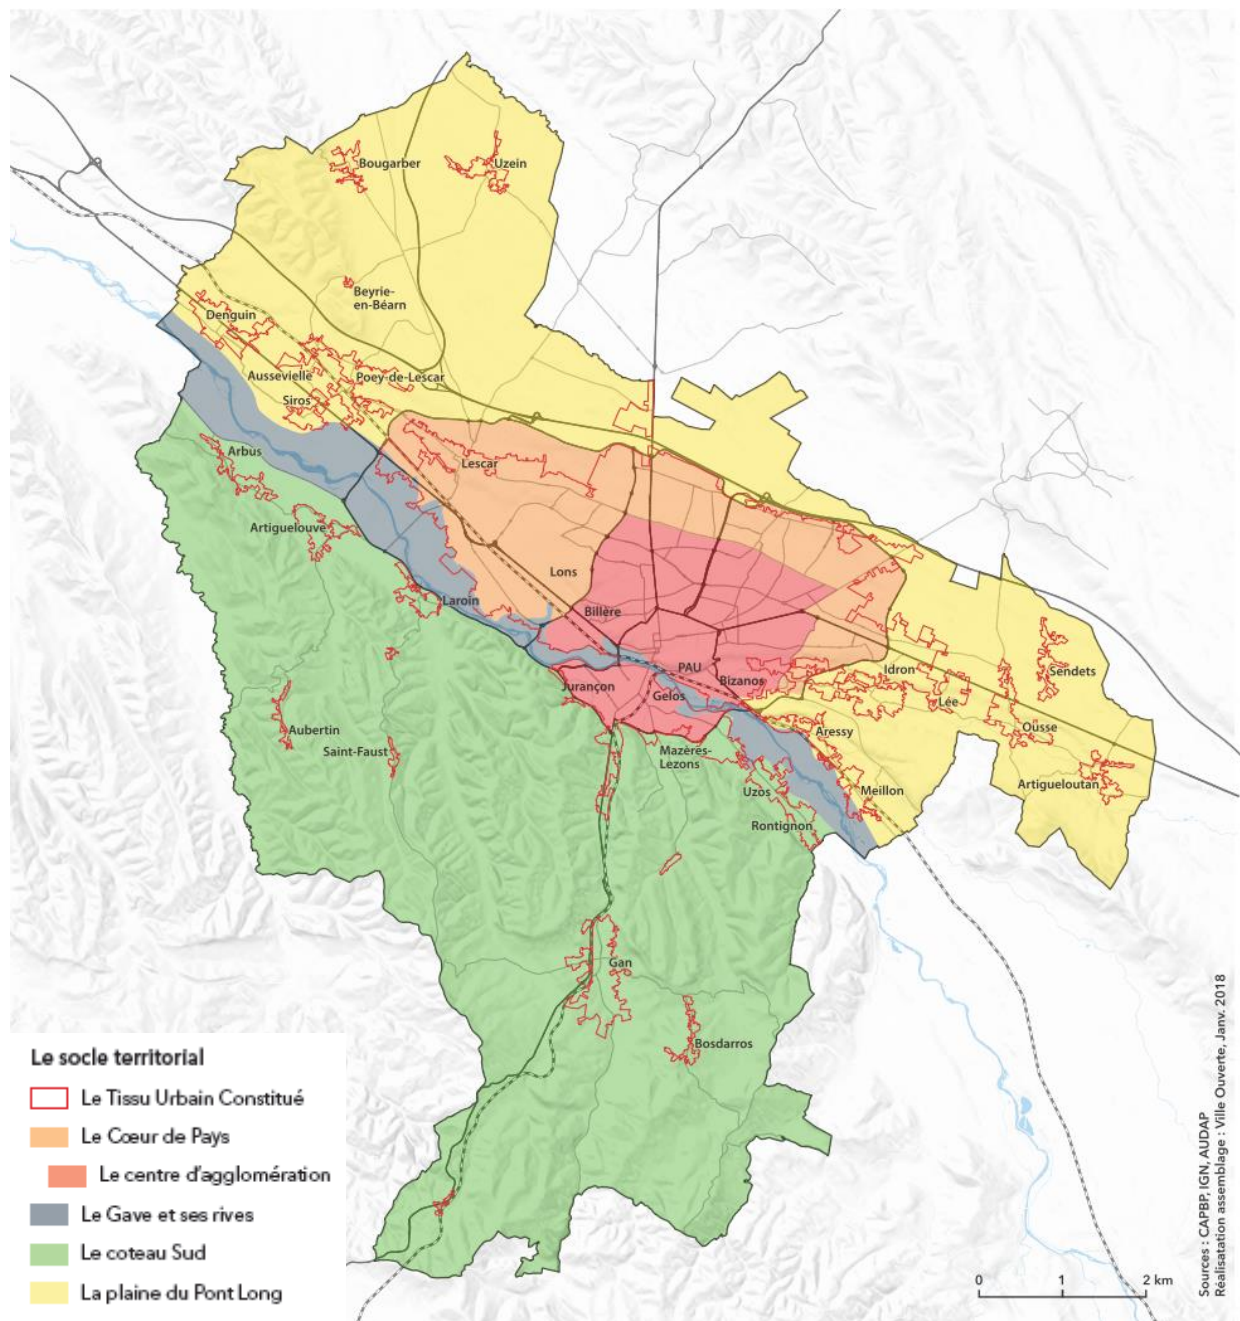 Bougarber
Uzein
Beyrie-
en-Béarn
Denguin
Aussevielle
Poey-de-Lescar
Siros
Arbus
Lescar
Artiguelouve
Lons
Laroin
Billère
PAU
Idron
Sendets
Jurançon
Gelos
Bizanos
Lée
Aubertin
Saint-Faust
Mazères-
Lezons
Aressy
Ousse
Uzos
Meillon
Artigueloutan
Rontignon
Gan
Bosdarros
Le socle territorial
Le Tissu Urbain Constitué
Le Cœur de Pays
Le centre d'agglomération
Le Gave et ses rives
Le coteau Sud
La plaine du Pont Long
0 1 2 km
Sources : CAPBP, IGN, AUDAP
Réalisatation assemblage : Ville Ouverte, Janv. 2018